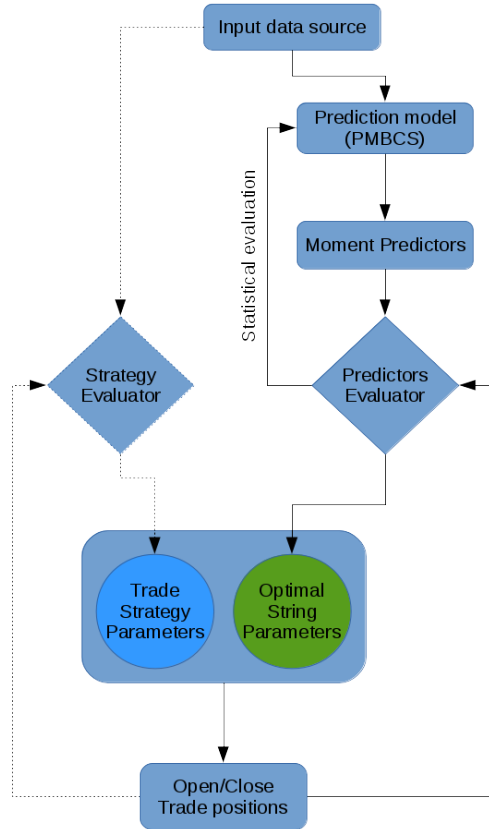 Input data source
Prediction model
(PMBCS)
Statistical evaluation
Moment Predictors
Strategy
Evaluator
Predictors
Evaluator
Trade
Strategy
Parameters
Optimal
String
Parameters
Open/Close
Trade positions